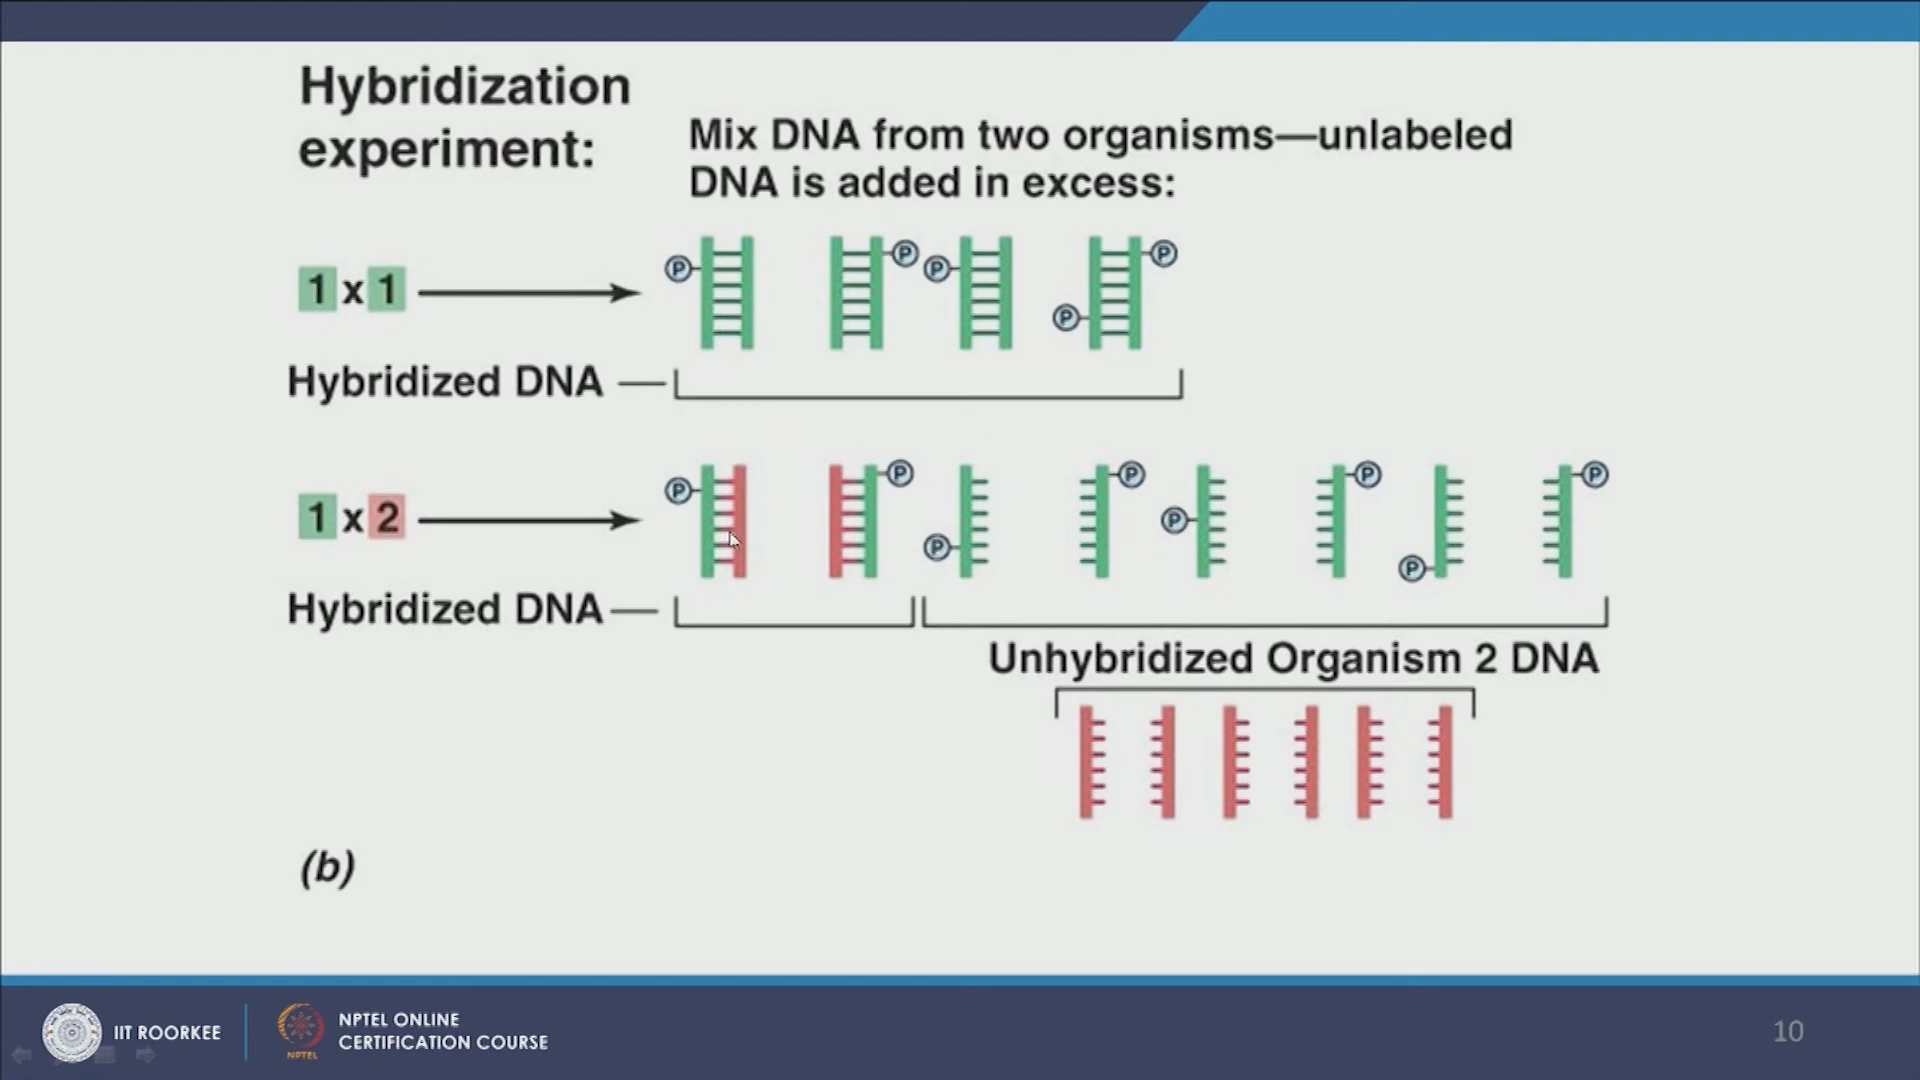 Hybridization
experiment:
Mix DNA from two organisms—unlabeled
DNA is added in excess:
1 x 1
P P P P P
Hybridized DNA
1 x 2
P P P P P P P P
Hybridized DNA
Unhybridized Organism 2 DNA
(b)
IIT ROORKEE
NPTEL
NPTEL ONLINE
CERTIFICATION COURSE
10